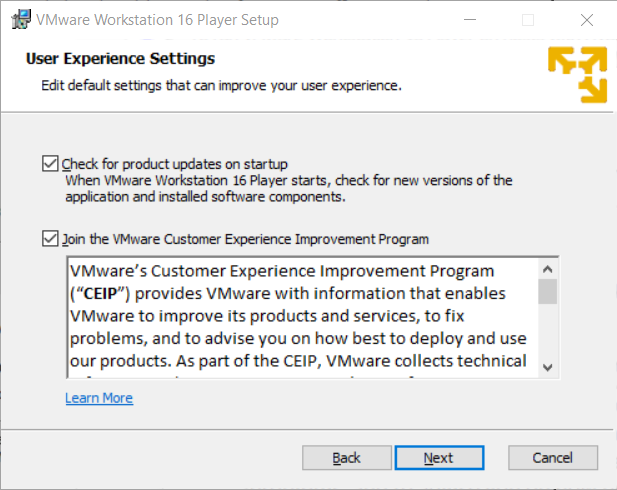 VMware Workstation 16 Player Setup
User Experience Settings
Edit default settings that can improve your user experience.
Check for product updates on startup
When VMware Workstation 16 Player starts, check for new versions of the
application and installed software components.
Join the VMware Customer Experience Improvement Program
VMware’s Customer Experience Improvement Program
(“CEIP”) provides VMware with information that enables
VMware to improve its products and services, to fix
problems, and to advise you on how best to deploy and use
our products. As part of the CEIP, VMware collects technical
Learn More
Back
Next
Cancel